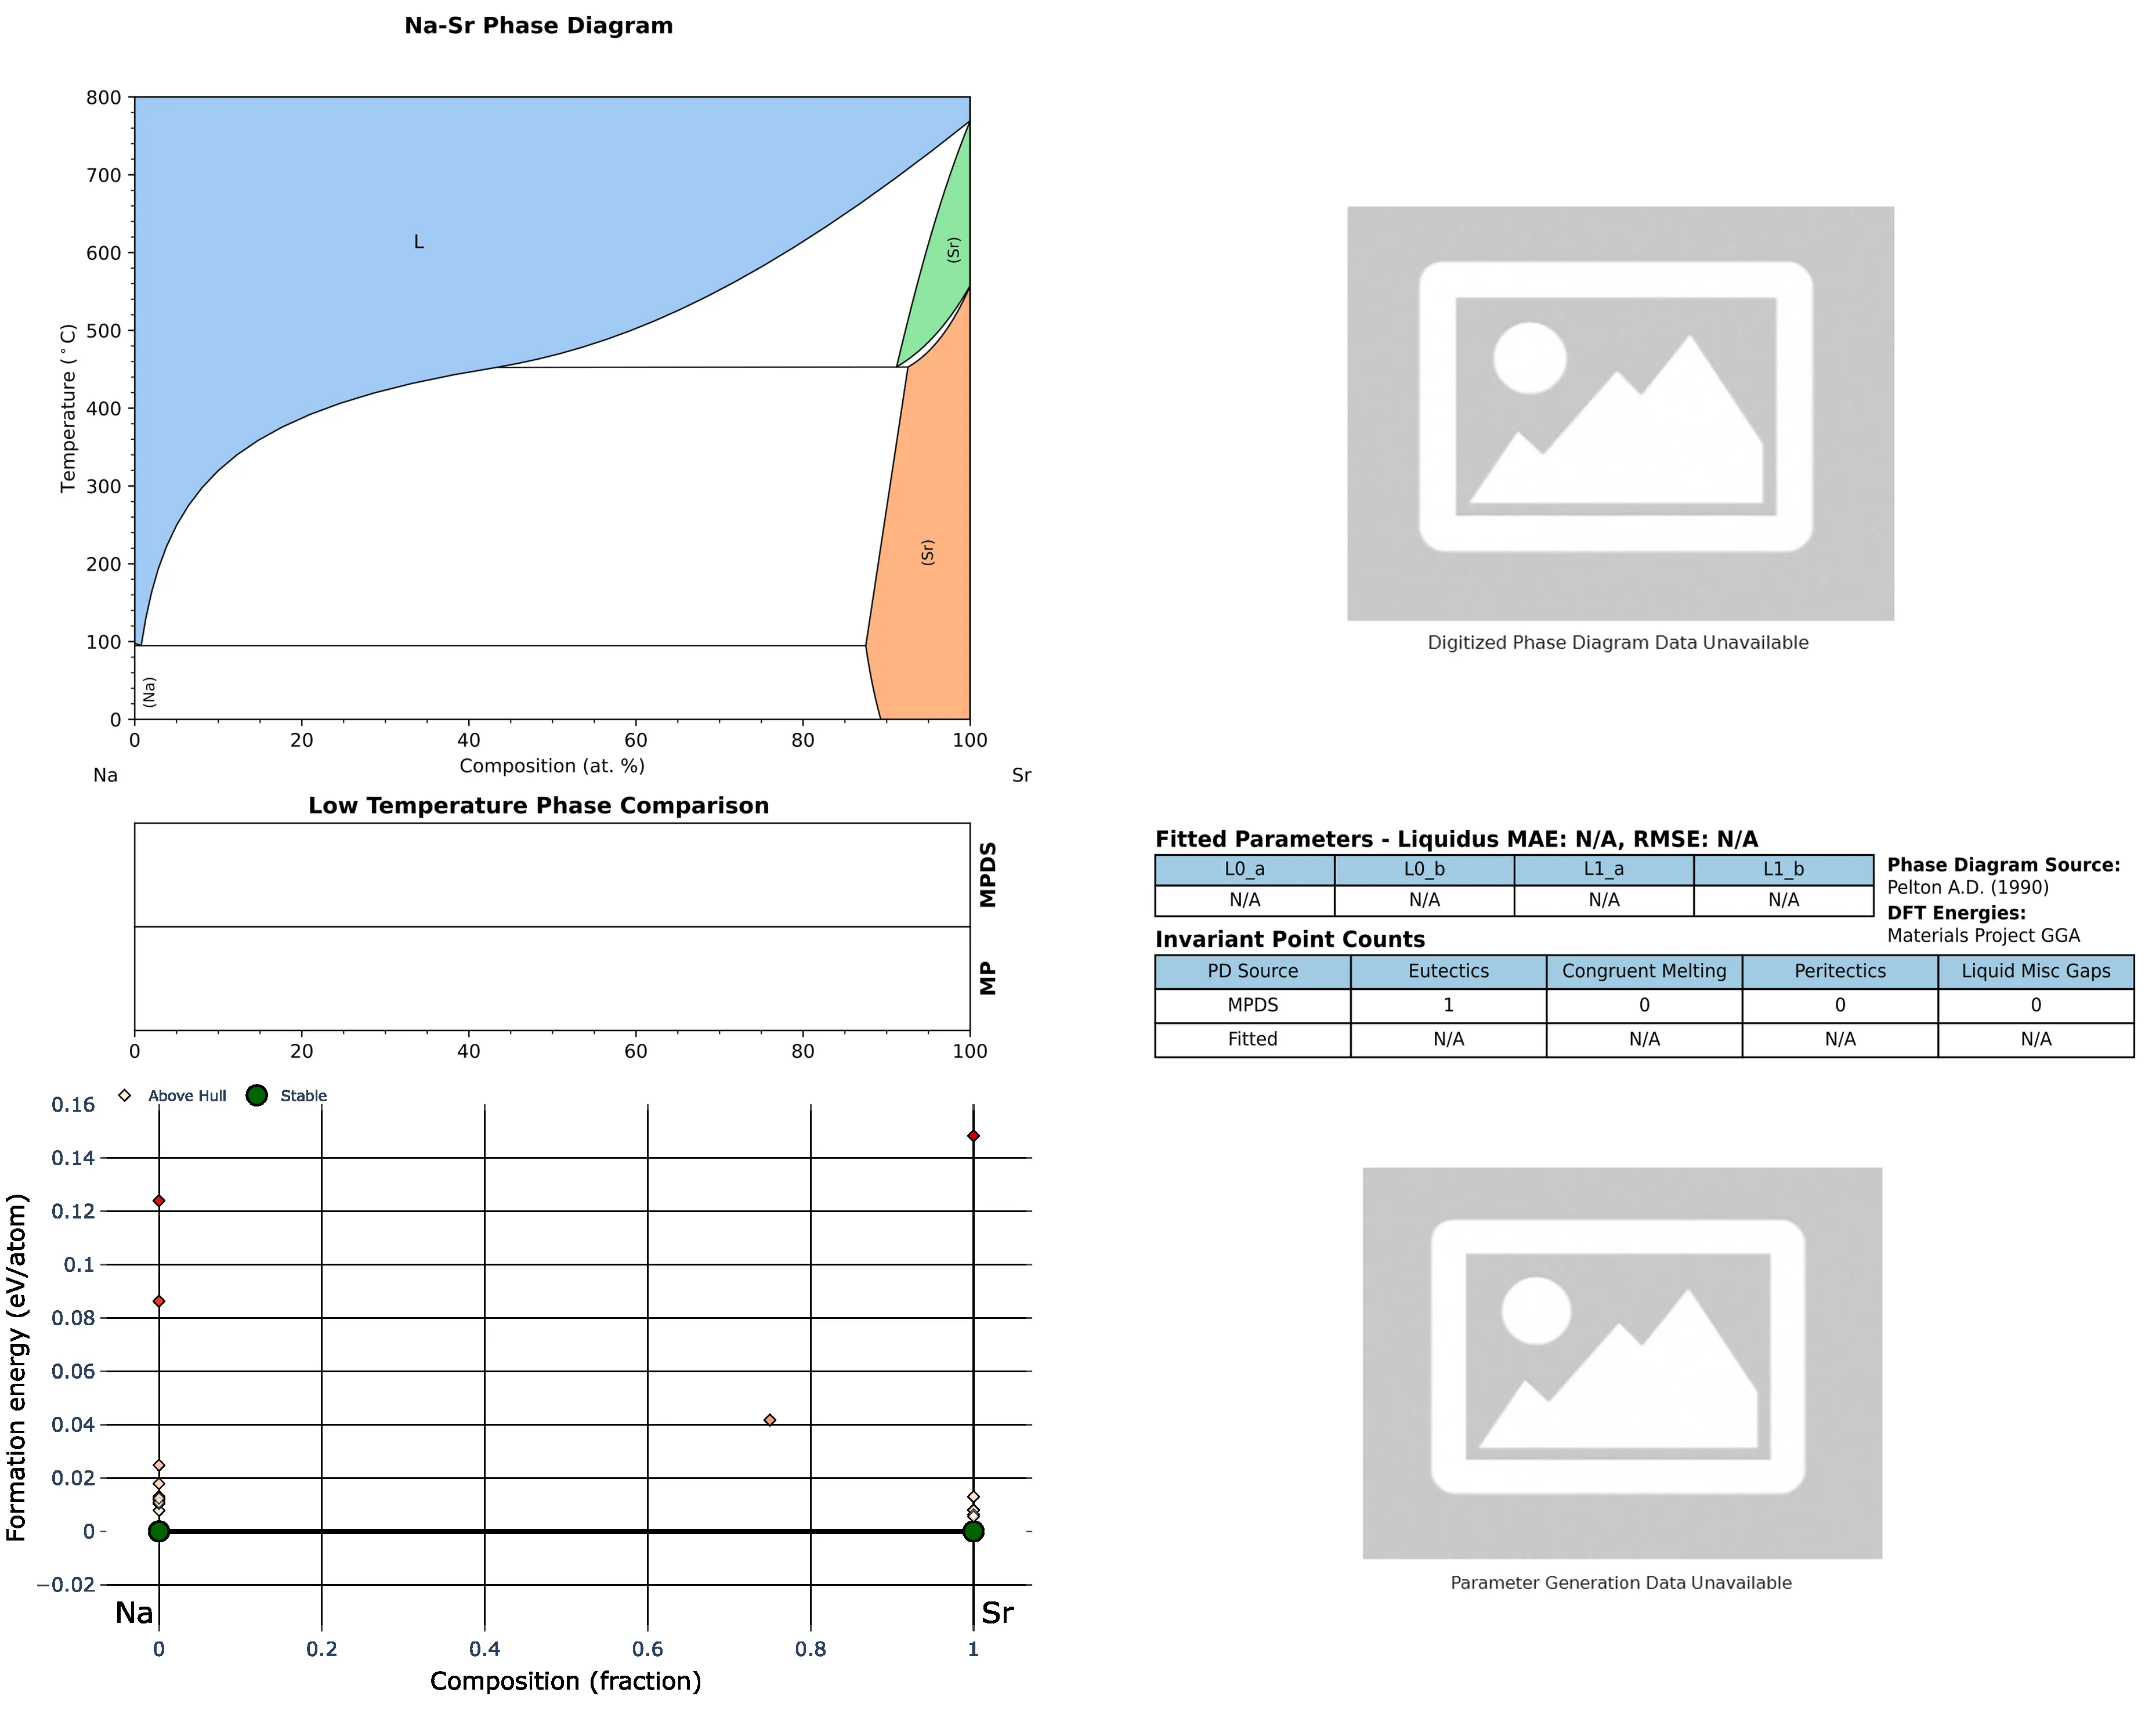 Na-Sr Phase Diagram
800
700
600
500
400
300
200
100
0
Temperature (°C)
L
(Sr)
(Sr)
(Na)
0 20 40 60 80 100
Composition (at. %)
Na Sr
Digitized Phase Diagram Data Unavailable
Low Temperature Phase Comparison
MPDS
MP
0 20 40 60 80 100
Fitted Parameters - Liquidus MAE: N/A, RMSE: N/A
L0_a L0_b L1_a L1_b
N/A N/A N/A N/A
Phase Diagram Source:
Pelton A.D. (1990)
DFT Energies:
Materials Project GGA
Invariant Point Counts
PD Source Eutectics Congruent Melting Peritectics Liquid Misc Gaps
MPDS 1 0 0 0
Fitted N/A N/A N/A N/A
Above Hull Stable
0.16
0.14
0.12
0.1
0.08
0.06
0.04
0.02
0
−0.02
Formation energy (eV/atom)
Na Sr
0 0.2 0.4 0.6 0.8 1
Composition (fraction)
Parameter Generation Data Unavailable